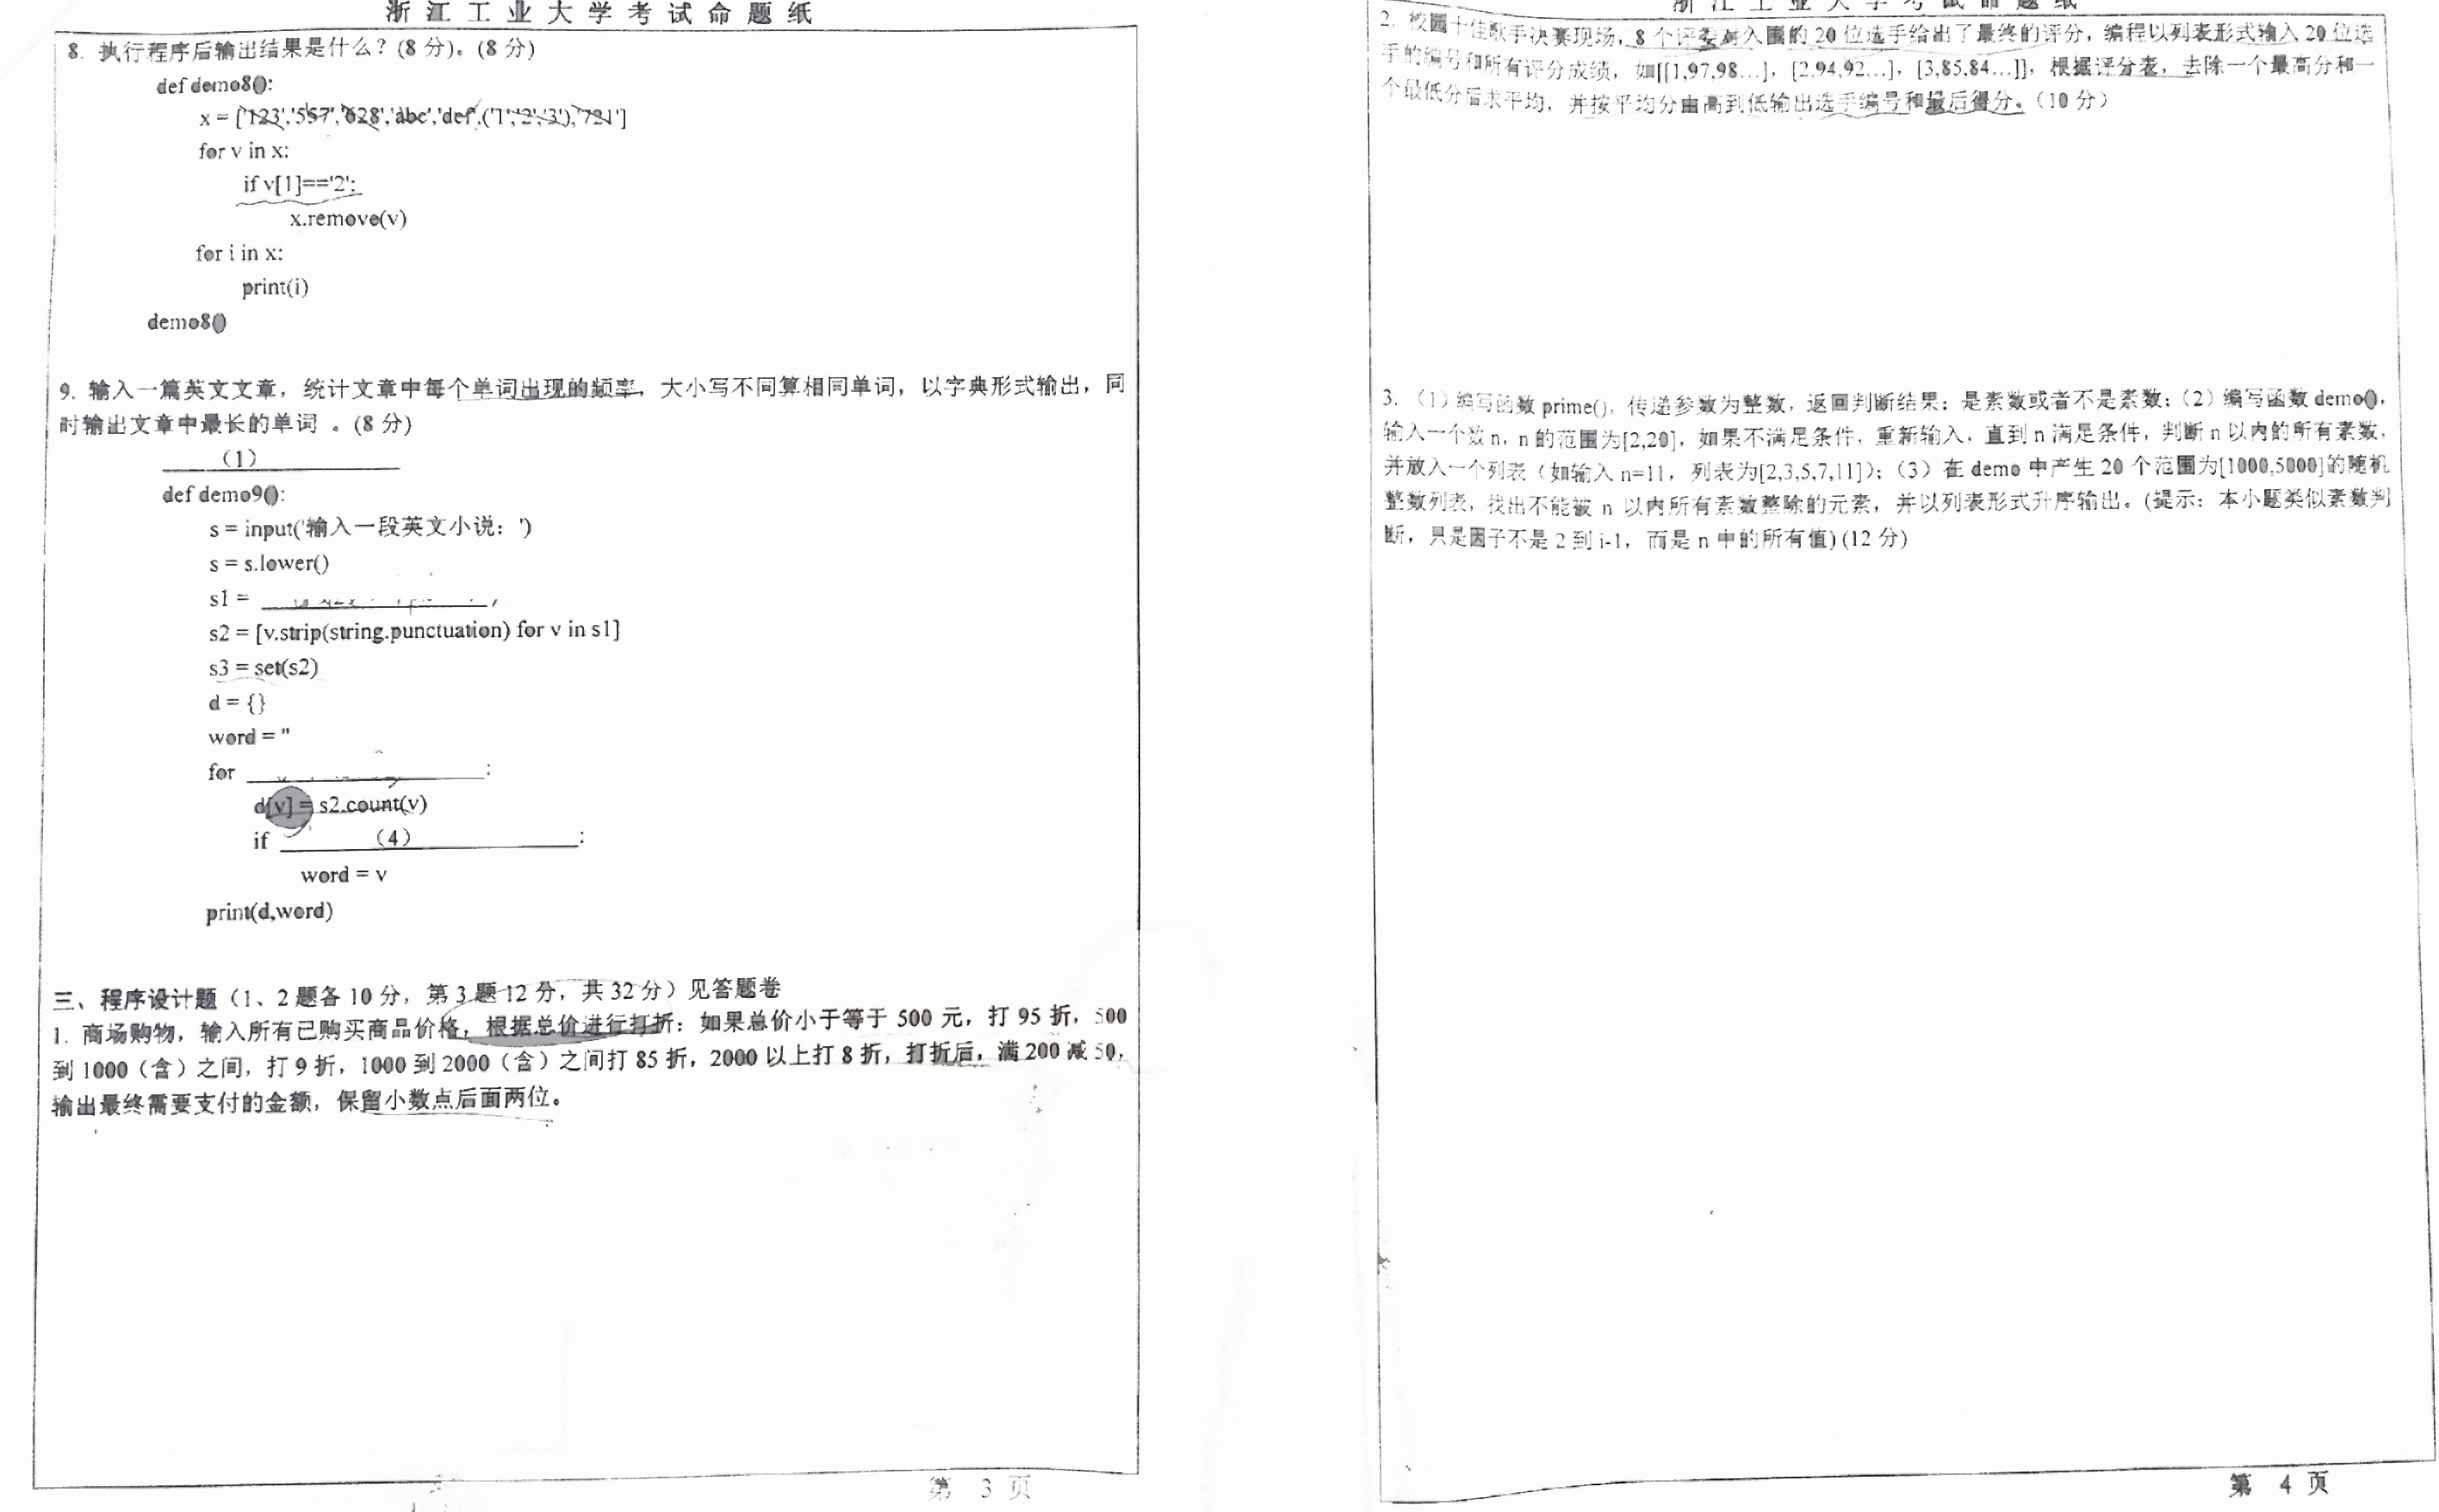 浙江工业大学考试命题纸
8. 执行程序后输出结果是什么？(8 分)。(8 分)
def demo8():
x = ['123','557','628','abc','def',('1','2','3'),'721']
for v in x:
if v[1]=='2':
x.remove(v)
for i in x:
print(i)
demo8()
9. 输入一篇英文文章，统计文章中每个单词出现的频率，大小写不同算相同单词，以字典形式输出，同
时输出文章中最长的单词 。(8 分)
(1)
def demo9():
s = input('输入一段英文小说：')
s = s.lower()
s1 =
s2 = [v.strip(string.punctuation) for v in s1]
s3 = set(s2)
d = {}
word = ''
for :
d[v] = s2.count(v)
if (4) :
word = v
print(d,word)
三、程序设计题（1、2 题各 10 分，第 3 题 12 分，共 32 分）见答题卷
1. 商场购物，输入所有已购买商品价格，根据总价进行打折：如果总价小于等于 500 元，打 95 折，500
到 1000（含）之间，打 9 折，1000 到 2000（含）之间打 85 折，2000 以上打 8 折，打折后，满 200 减 50，
输出最终需要支付的金额，保留小数点后面两位。
第 3 页
浙江工业大学考试命题纸
2. 校园十佳歌手决赛现场，8 个评委对入围的 20 位选手给出了最终的评分，编程以列表形式输入 20 位选
手的编号和所有评分成绩，如[[1,97,98…]，[2,94,92…]，[3,85,84…]]，根据评分表，去除一个最高分和一
个最低分后求平均，并按平均分由高到低输出选手编号和最后得分。（10 分）
3. （1）编写函数 prime()，传递参数为整数，返回判断结果：是素数或者不是素数；（2）编写函数 demo()，
输入一个数 n，n 的范围为[2,20]，如果不满足条件，重新输入，直到 n 满足条件，判断 n 以内的所有素数，
并放入一个列表（如输入 n=11，列表为[2,3,5,7,11]）；（3）在 demo 中产生 20 个范围为[1000,5000]的随机
整数列表，找出不能被 n 以内所有素数整除的元素，并以列表形式升序输出。(提示：本小题类似素数判
断，只是因子不是 2 到 i-1，而是 n 中的所有值) (12 分)
第 4 页